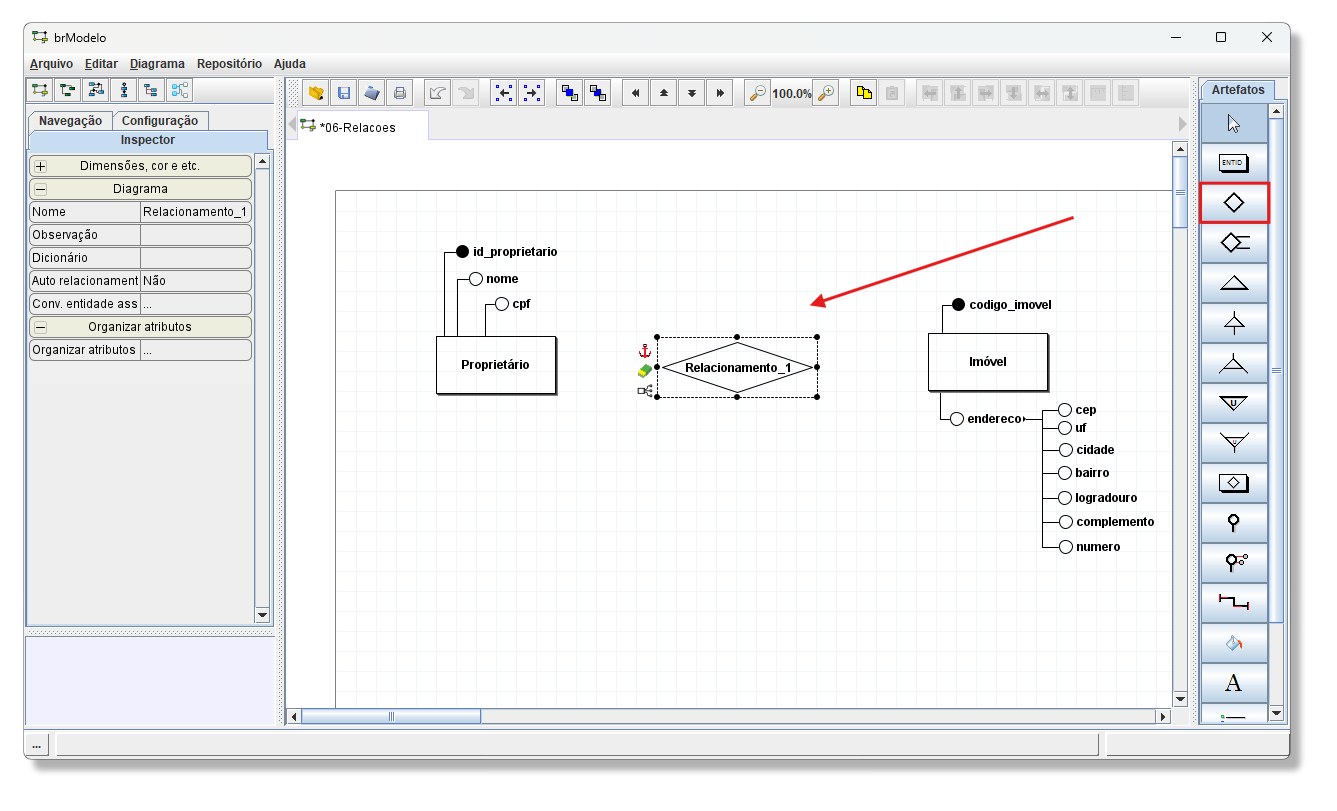 brModelo
Arquivo Editar Diagrama Repositório Ajuda
100.0%
Artefatos
Navegação Configuração
Inspector
*06-Relacoes
Dimensões, cor e etc.
Diagrama
Nome Relacionamento_1
Observação
Dicionário
Auto relacionament Não
Conv. entidade ass ...
Organizar atributos
Organizar atributos ...
id_proprietario
nome
cpf
Proprietário
Relacionamento_1
codigo_imovel
Imóvel
endereco
cep
uf
cidade
bairro
logradouro
complemento
numero
ENTID
U
U
A
...